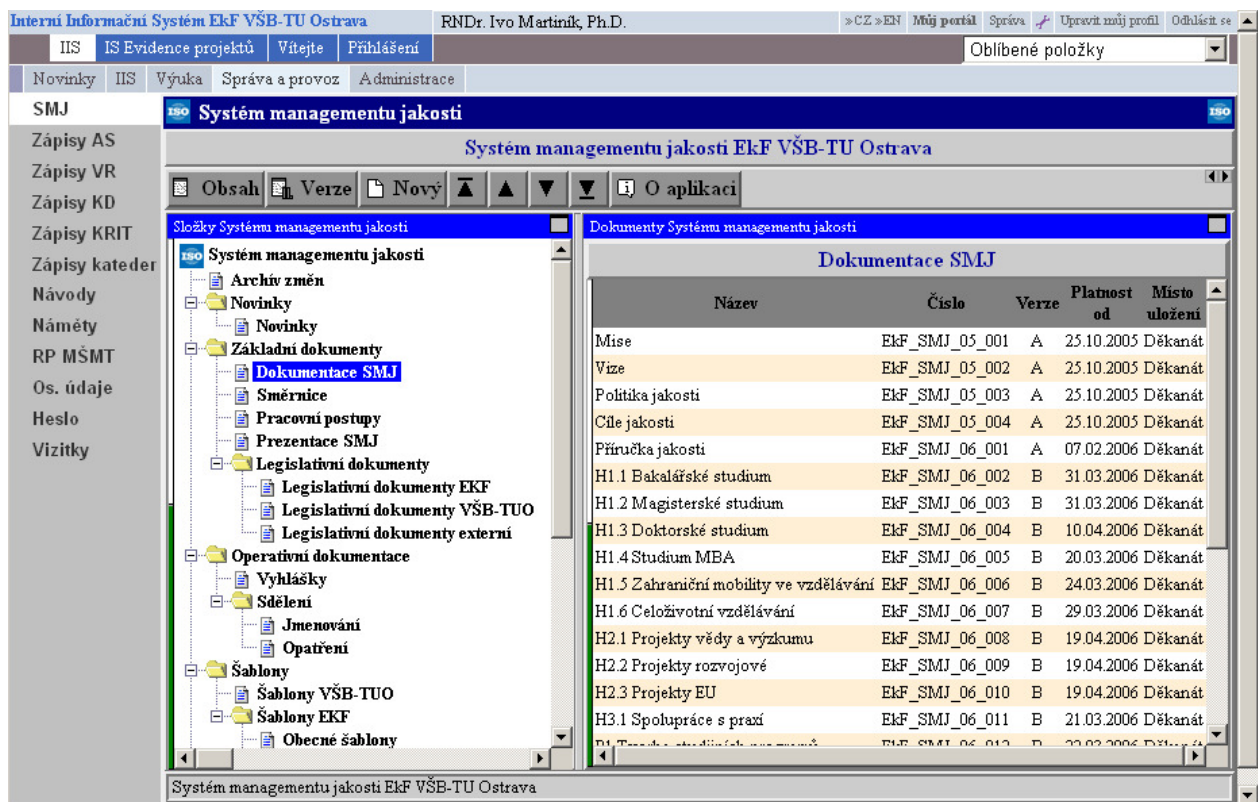 Interní Informační Systém EkF VŠB-TU Ostrava RNDr. Ivo Martiník, Ph.D. »CZ »EN Můj portál Správa Upravit můj profil Odhlásit se
IIS IS Evidence projektů Vítejte Přihlášení Oblíbené položky
Novinky IIS Výuka Správa a provoz Administrace
SMJ
Zápisy AS
Zápisy VR
Zápisy KD
Zápisy KRIT
Zápisy kateder
Návody
Náměty
RP MŠMT
Os. údaje
Heslo
Vizitky
ISO Systém managementu jakosti ISO
Systém managementu jakosti EkF VŠB-TU Ostrava
Obsah Verze Nový O aplikaci
Složky Systému managementu jakosti
ISO Systém managementu jakosti
Archív změn
Novinky
Novinky
Základní dokumenty
Dokumentace SMJ
Směrnice
Pracovní postupy
Prezentace SMJ
Legislativní dokumenty
Legislativní dokumenty EKF
Legislativní dokumenty VŠB-TUO
Legislativní dokumenty externí
Operativní dokumentace
Vyhlášky
Sdělení
Jmenování
Opatření
Šablony
Šablony VŠB-TUO
Šablony EKF
Obecné šablony
Dokumenty Systému managementu jakosti
Dokumentace SMJ
Název Číslo Verze Platnost od Místo uložení
Mise EkF_SMJ_05_001 A 25.10.2005 Děkanát
Vize EkF_SMJ_05_002 A 25.10.2005 Děkanát
Politika jakosti EkF_SMJ_05_003 A 25.10.2005 Děkanát
Cíle jakosti EkF_SMJ_05_004 A 25.10.2005 Děkanát
Příručka jakosti EkF_SMJ_06_001 A 07.02.2006 Děkanát
H1.1 Bakalářské studium EkF_SMJ_06_002 B 31.03.2006 Děkanát
H1.2 Magisterské studium EkF_SMJ_06_003 B 31.03.2006 Děkanát
H1.3 Doktorské studium EkF_SMJ_06_004 B 10.04.2006 Děkanát
H1.4 Studium MBA EkF_SMJ_06_005 B 20.03.2006 Děkanát
H1.5 Zahraniční mobility ve vzdělávání EkF_SMJ_06_006 B 24.03.2006 Děkanát
H1.6 Celoživotní vzdělávání EkF_SMJ_06_007 B 29.03.2006 Děkanát
H2.1 Projekty vědy a výzkumu EkF_SMJ_06_008 B 19.04.2006 Děkanát
H2.2 Projekty rozvojové EkF_SMJ_06_009 B 19.04.2006 Děkanát
H2.3 Projekty EU EkF_SMJ_06_010 B 19.04.2006 Děkanát
H3.1 Spolupráce s praxí EkF_SMJ_06_011 B 21.03.2006 Děkanát
Systém managementu jakosti EkF VŠB-TU Ostrava